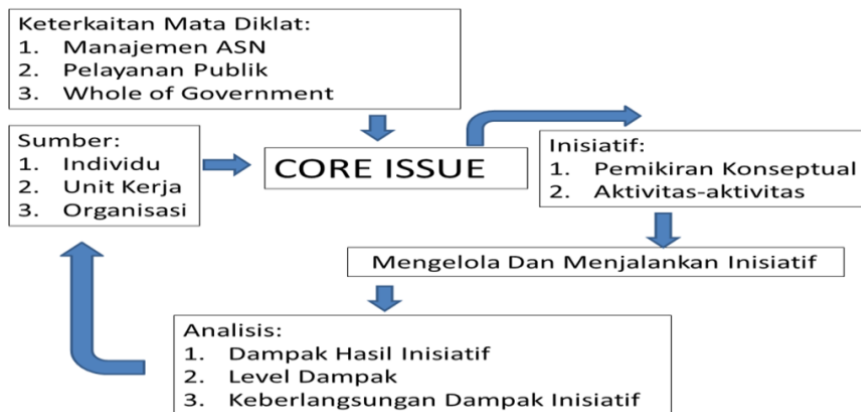 Keterkaitan Mata Diklat:
1. Manajemen ASN
2. Pelayanan Publik
3. Whole of Government
Sumber:
1. Individu
2. Unit Kerja
3. Organisasi
CORE ISSUE
Inisiatif:
1. Pemikiran Konseptual
2. Aktivitas-aktivitas
Mengelola Dan Menjalankan Inisiatif
Analisis:
1. Dampak Hasil Inisiatif
2. Level Dampak
3. Keberlangsungan Dampak Inisiatif